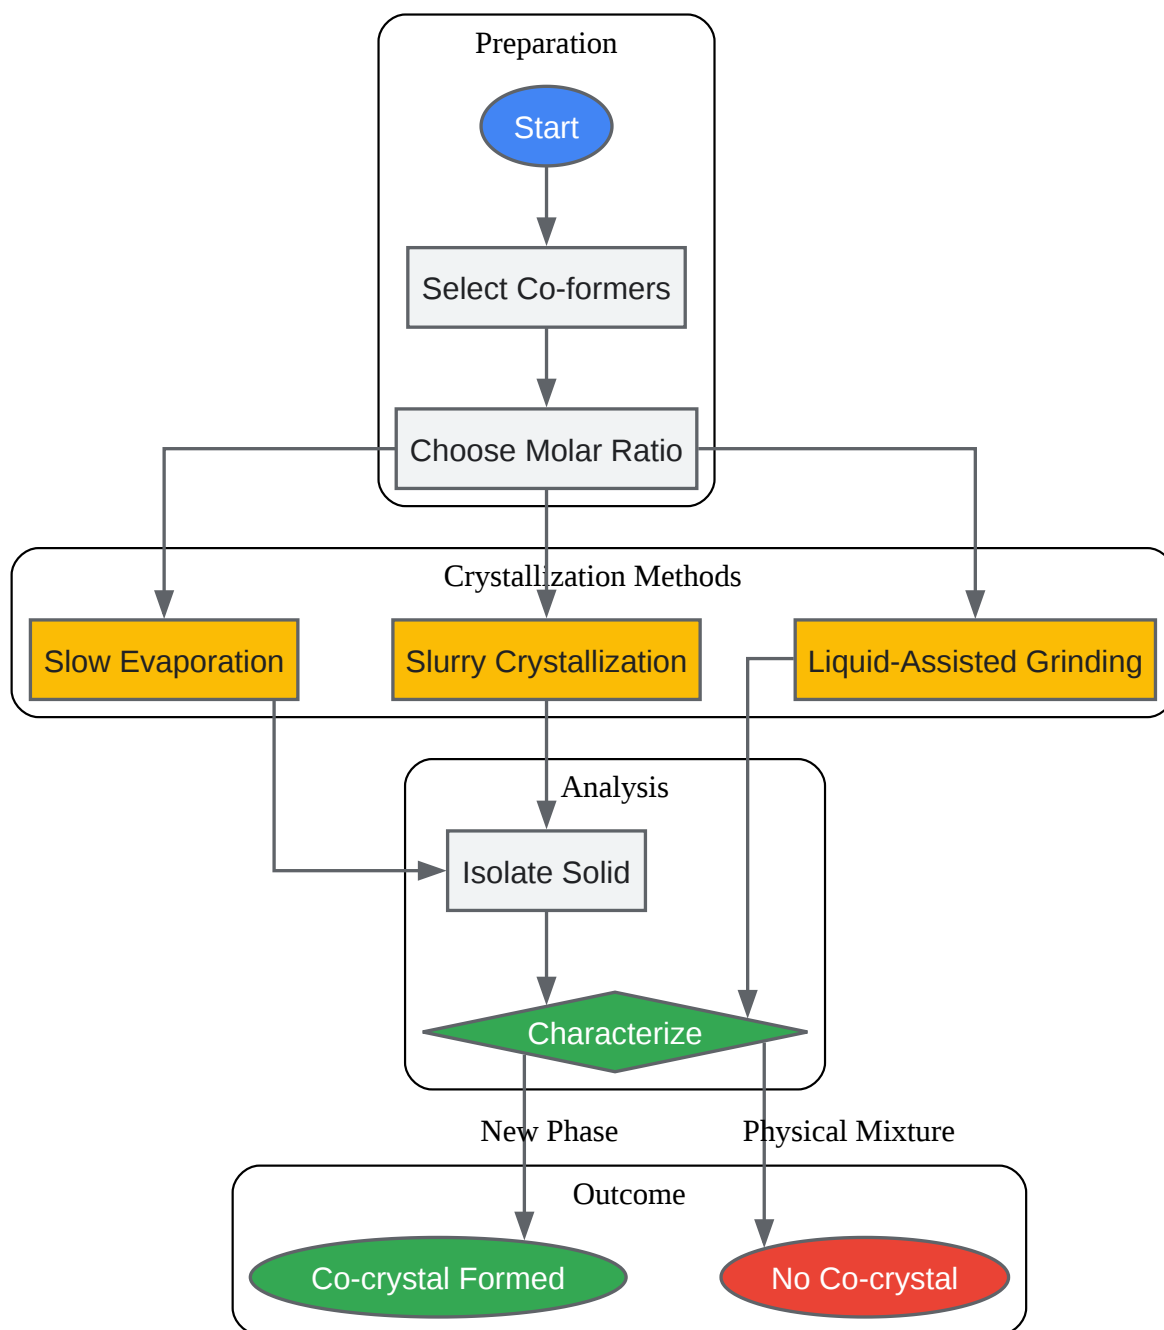 Preparation
Start
Select Co-formers
Choose Molar Ratio
Crystallization Methods
Slow Evaporation
Slurry Crystallization
Liquid-Assisted Grinding
Analysis
Isolate Solid
Characterize
New Phase
Physical Mixture
Outcome
Co-crystal Formed
No Co-crystal